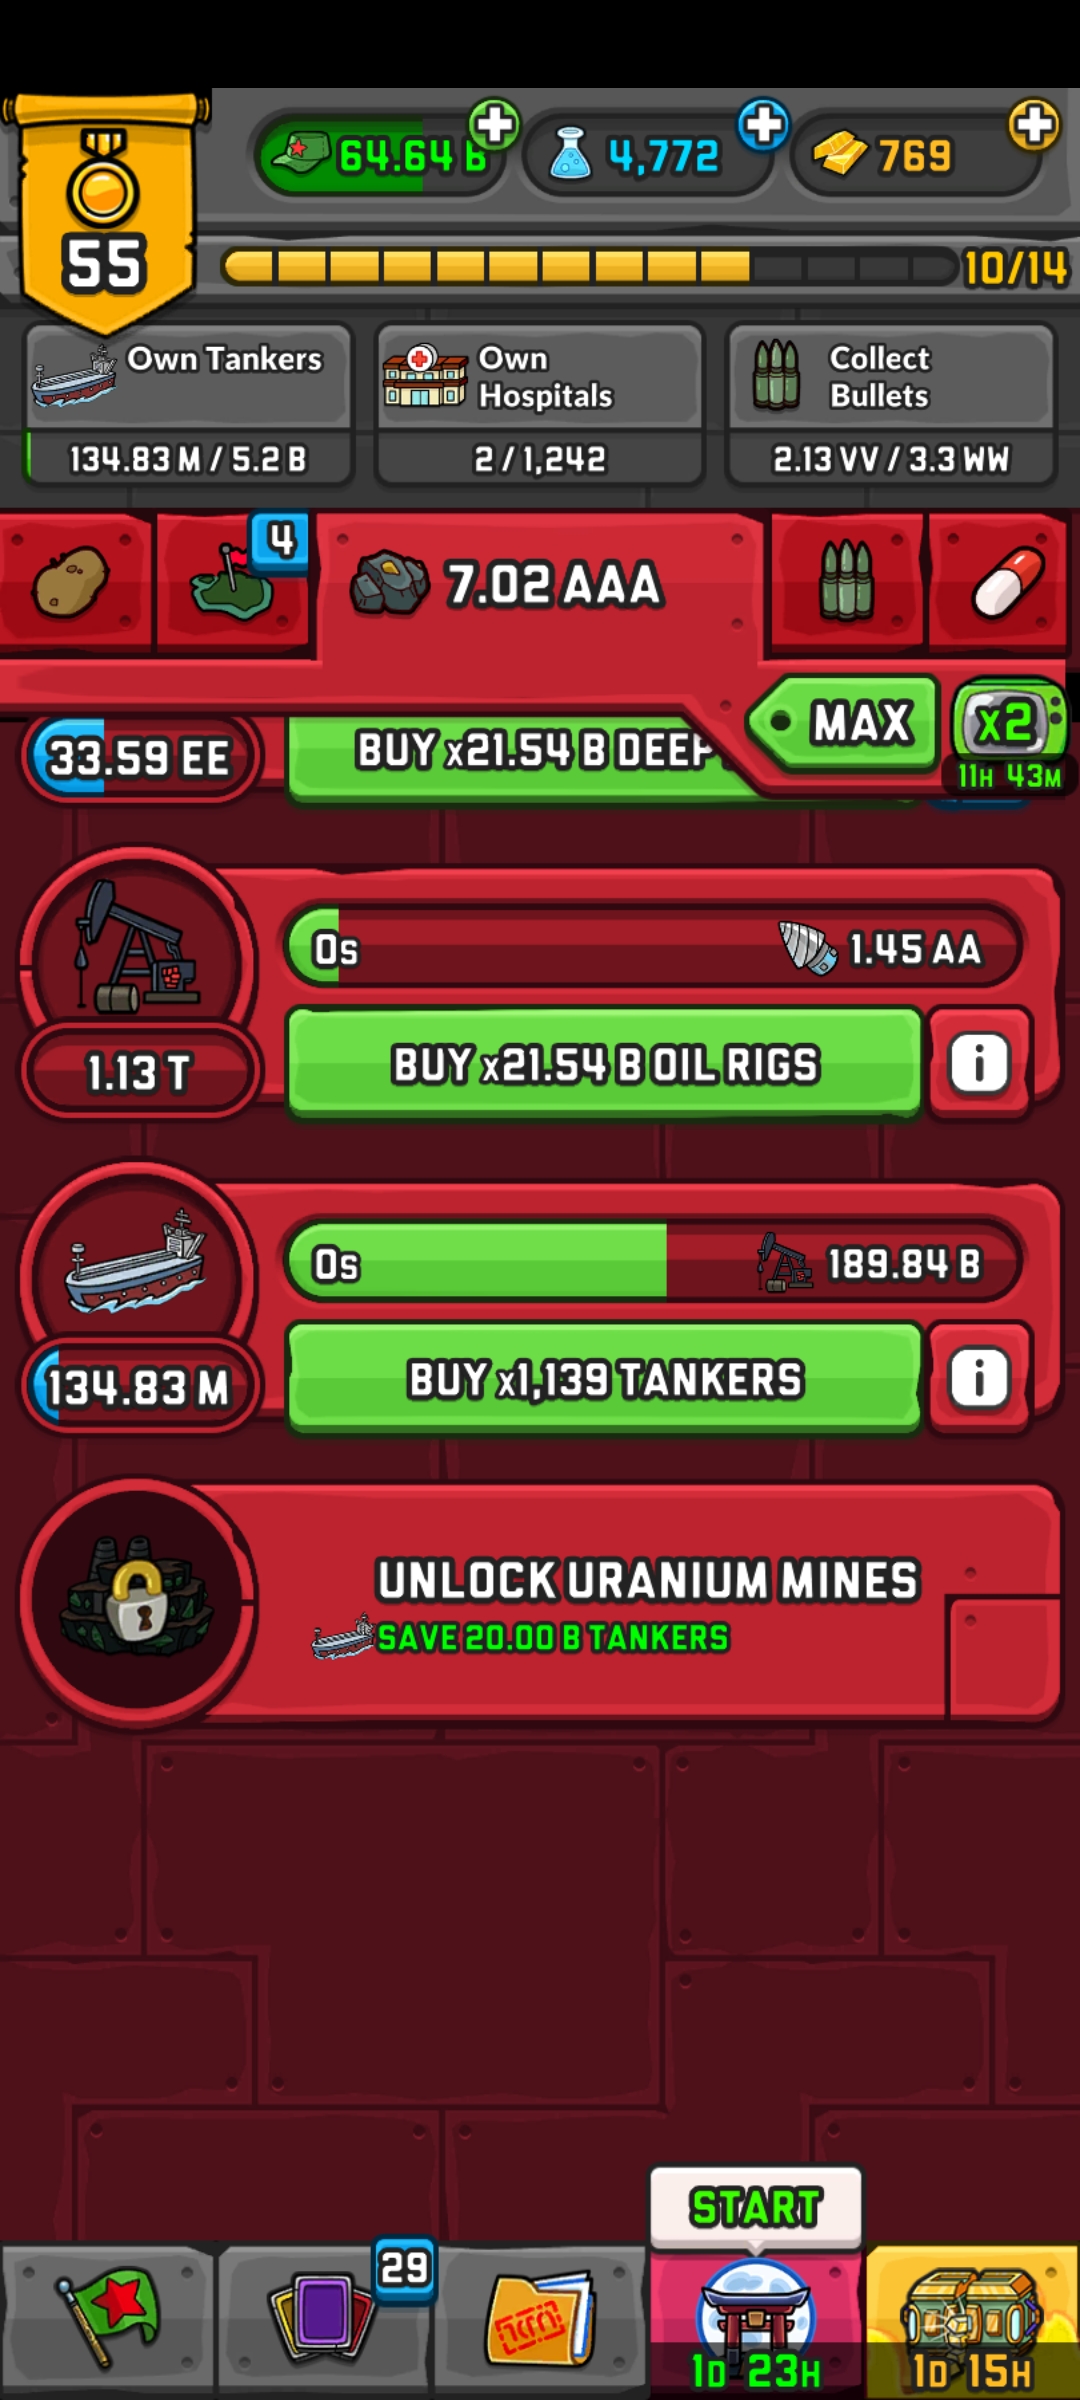 64.64 B
4,772
769
55
10/14
Own Tankers
134.83 M / 5.2 B
Own
Hospitals
2 / 1,242
Collect
Bullets
2.13 VV / 3.3 WW
4
7.02 AAA
MAX
x2
11H 43M
33.59 EE
BUY x21.54 B DEEP
0s
1.45 AA
1.13 T
BUY x21.54 B OIL RIGS
i
0s
189.84 B
134.83 M
BUY x1,139 TANKERS
i
UNLOCK URANIUM MINES
SAVE 20.00 B TANKERS
START
29
1D 23H
1D 15H